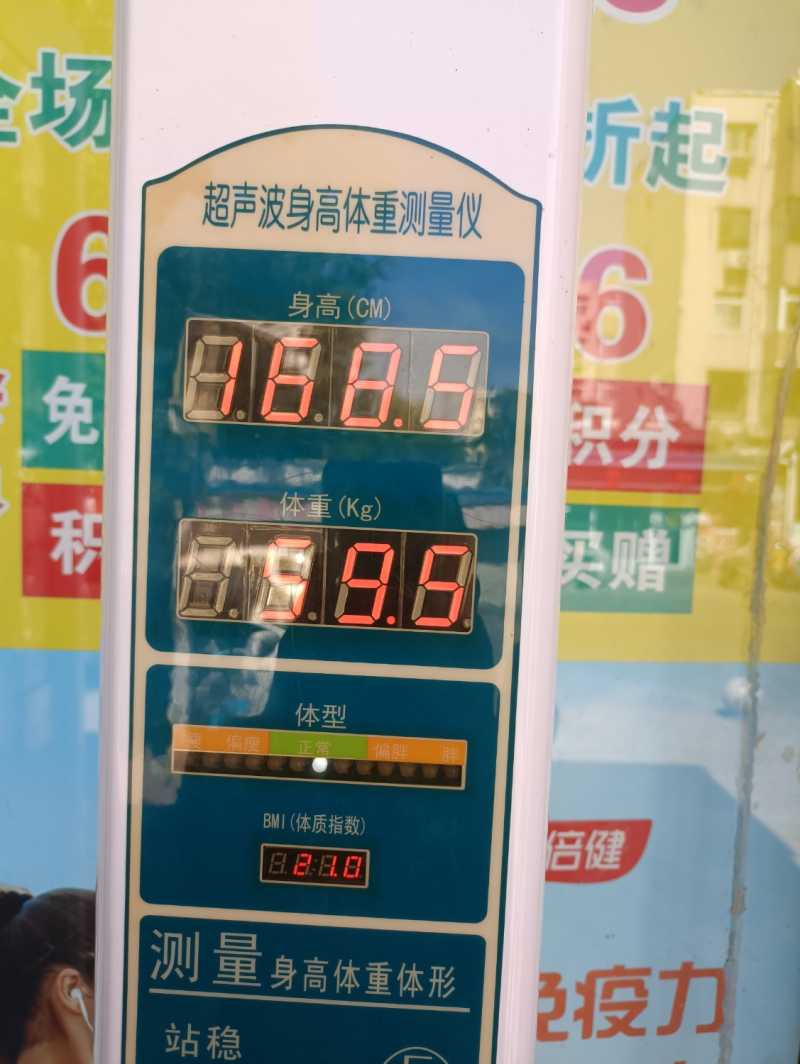 全场
折起
6
6
免
积分
积
买赠
超声波身高体重测量仪
身高(CM)
168.5
体重(Kg)
59.5
体型
瘦 偏瘦 正常 偏胖 胖
BMI(体质指数)
21.0
测量身高体重体形
站稳
倍健
免疫力